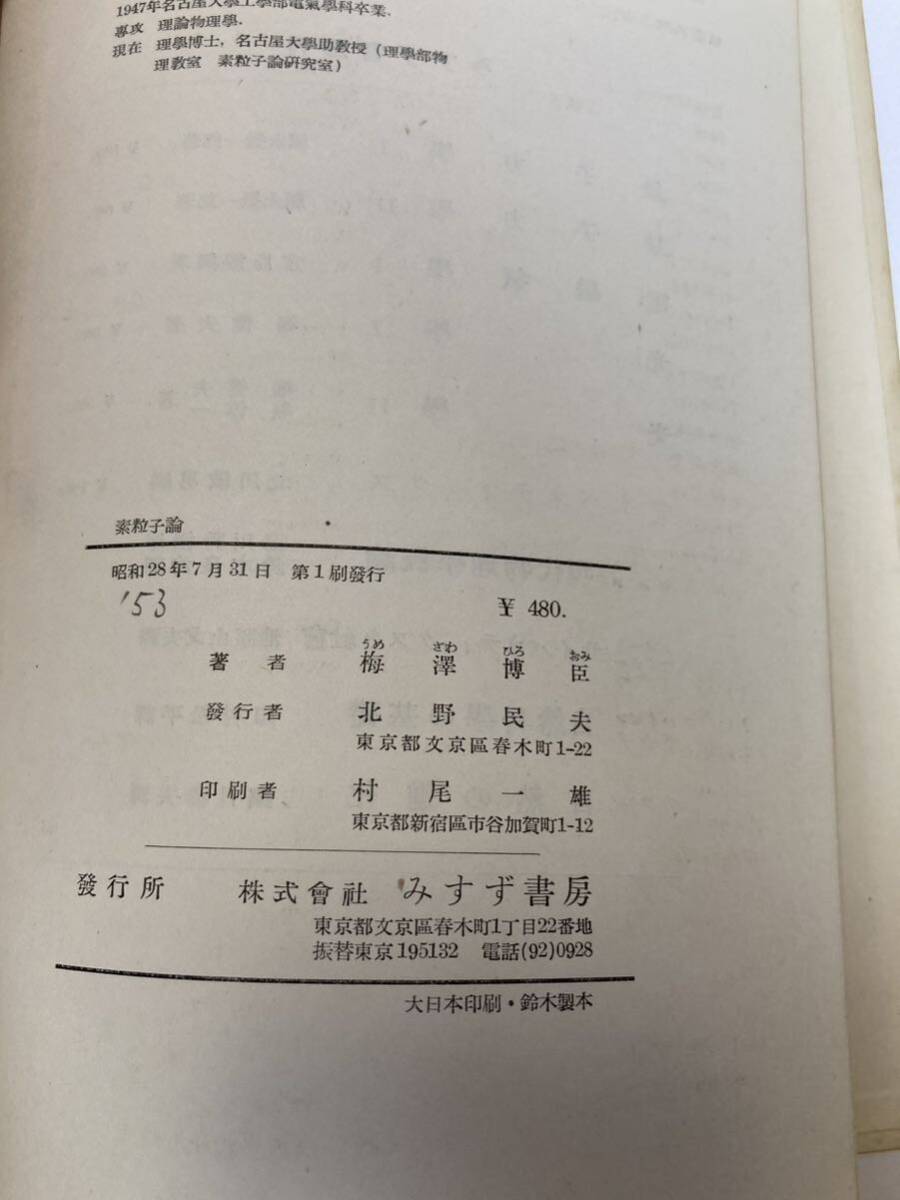 1947年名古屋大學工學部電氣學科卒業.
專攻 理論物理學.
現在 理學博士，名古屋大學助教授（理學部物
理教室 素粒子論硏究室）
素粒子論
昭和28年7月31日 第1刷發行
'53
¥ 480.
うめ ざわ ひろ おみ
著者 梅澤博臣
發行者 北野民夫
東京都文京區春木町1-22
印刷者 村尾一雄
東京都新宿區市谷加賀町1-12
發行所 株式會社 みすず書房
東京都文京區春木町1丁目22番地
振替東京195132 電話(92)0928
大日本印刷・鈴木製本